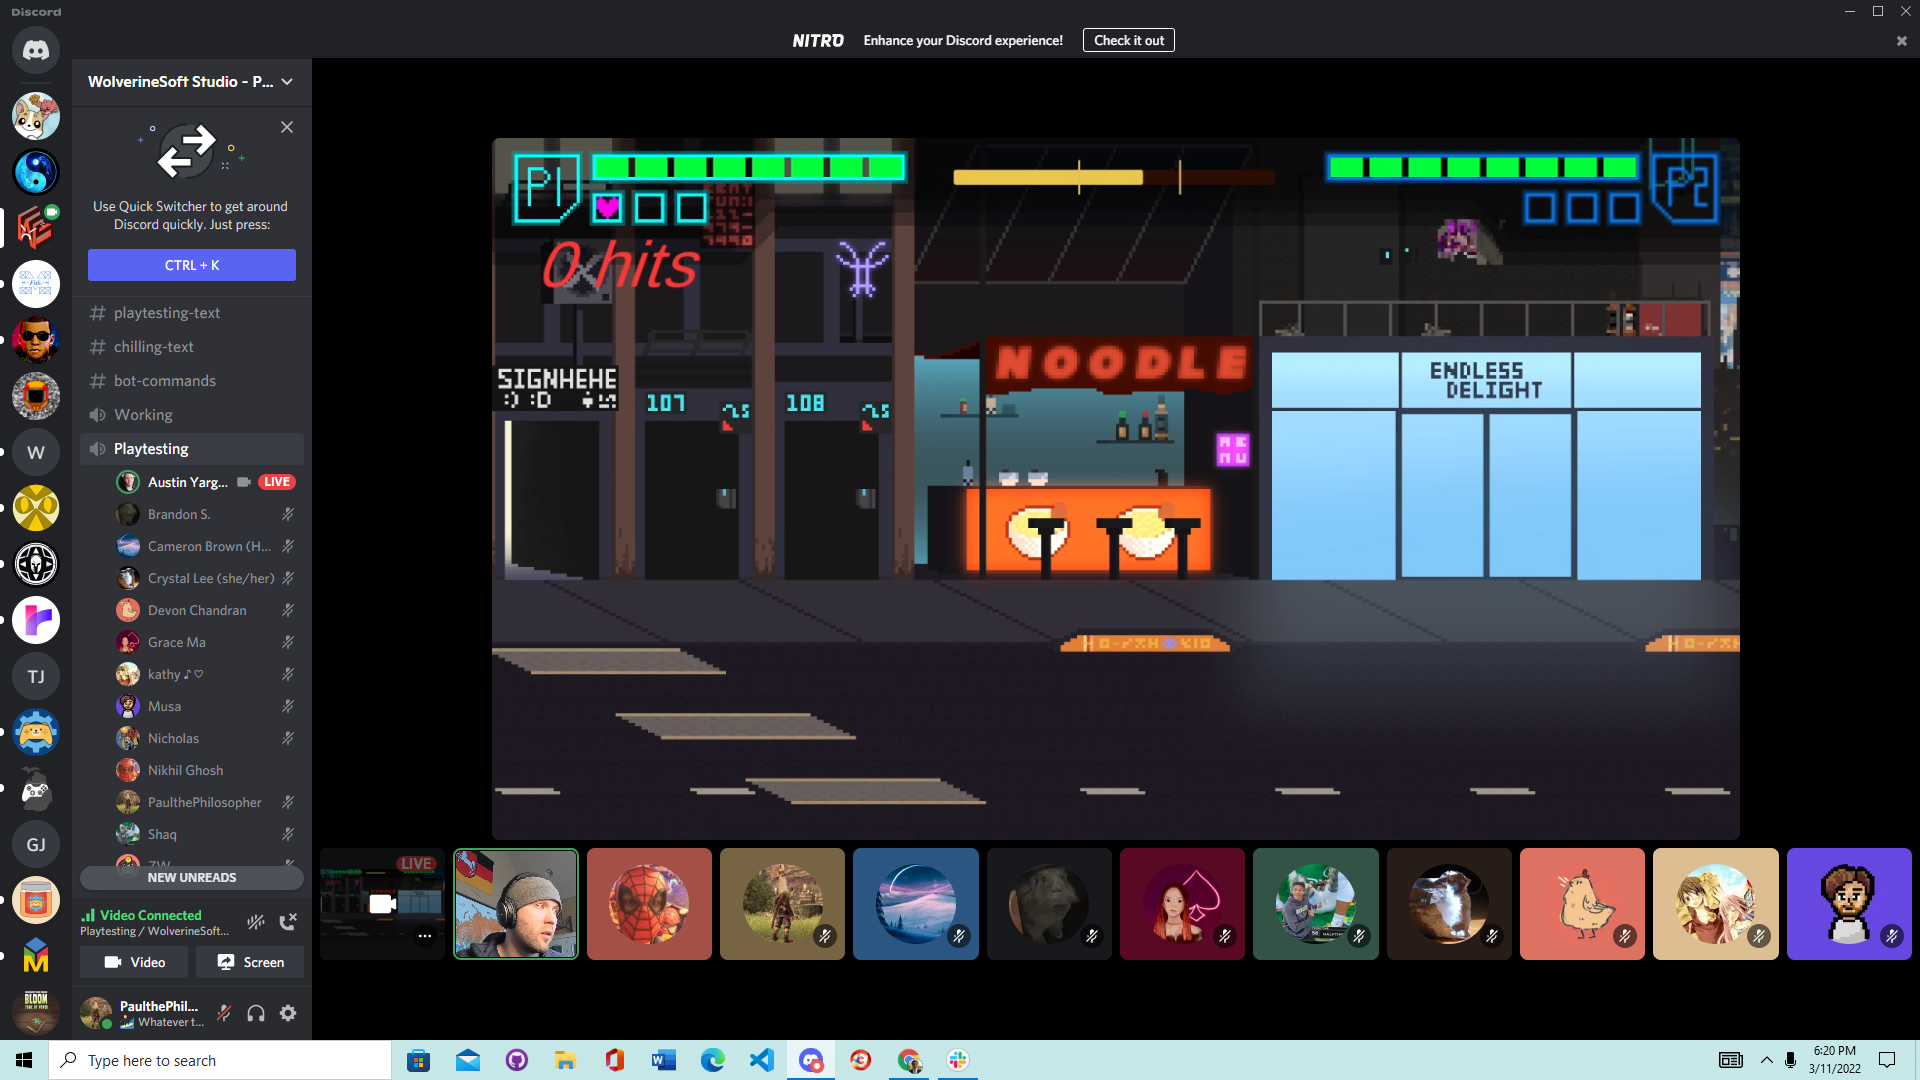 Discord
NITRO Enhance your Discord experience! Check it out
WolverineSoft Studio - P...
Use Quick Switcher to get around
Discord quickly. Just press:
CTRL + K
playtesting-text
chilling-text
bot-commands
Working
Playtesting
Austin Yarg... LIVE
Brandon S.
Cameron Brown (H...
Crystal Lee (she/her)
Devon Chandran
Grace Ma
kathy ♪♡
Musa
Nicholas
Nikhil Ghosh
PaulthePhilosopher
Shaq
ZW
NEW UNREADS
Video Connected
Playtesting / WolverineSoft...
Video Screen
PaulthePhil...
Whatever t...
W
TJ
GJ
BLOOM
P1
P2
0 hits
SIGNHEHE
:) :D
107
108
NOODLE
ME
NU
ENDLESS
DELIGHT
LIVE
Type here to search
6:20 PM
3/11/2022